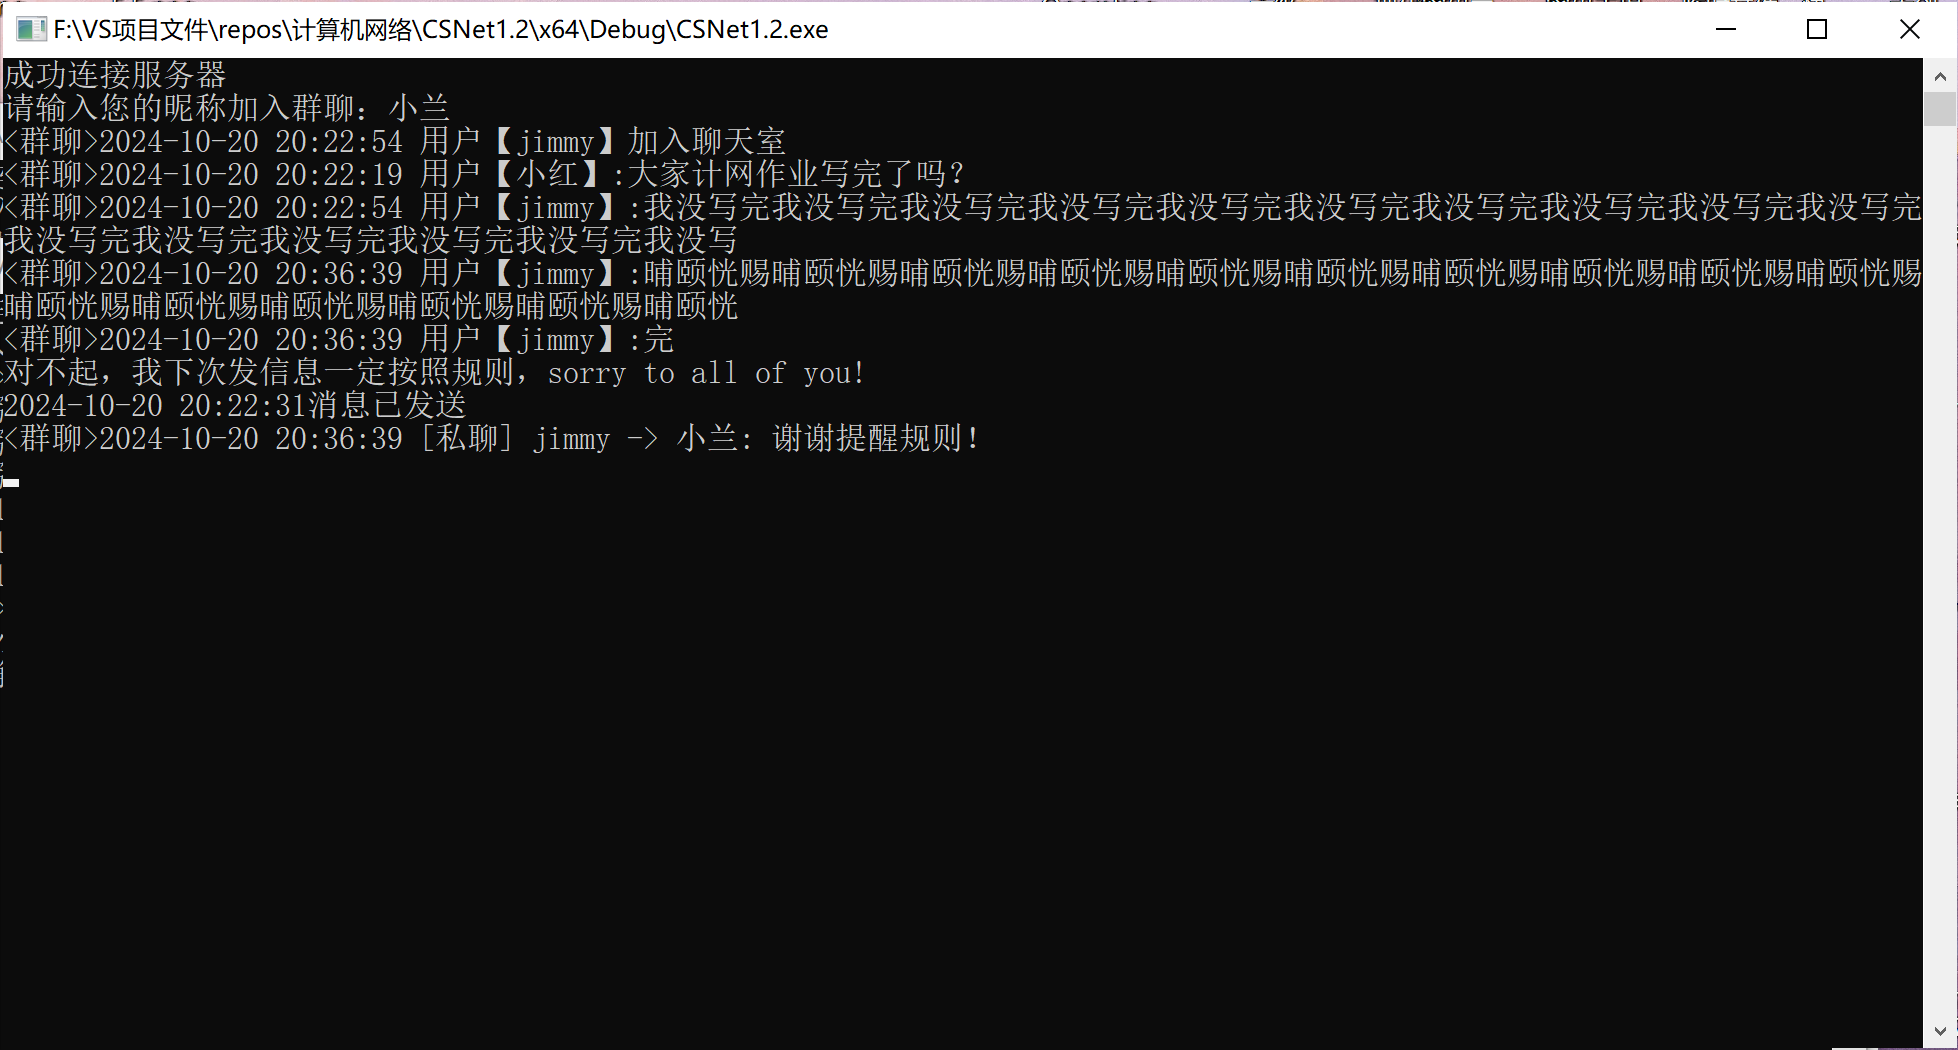 F:\VS项目文件\repos\计算机网络\CSNet1.2\x64\Debug\CSNet1.2.exe
成功连接服务器
请输入您的昵称加入群聊：小兰
<群聊>2024-10-20 20:22:54 用户【jimmy】加入聊天室
<群聊>2024-10-20 20:22:19 用户【小红】:大家计网作业写完了吗?
<群聊>2024-10-20 20:22:54 用户【jimmy】:我没写完我没写完我没写完我没写完我没写完我没写完我没写完我没写完我没写完我没写完
我没写完我没写完我没写完我没写完我没写完我没写
<群聊>2024-10-20 20:36:39 用户【jimmy】:晡颐恍赐晡颐恍赐晡颐恍赐晡颐恍赐晡颐恍赐晡颐恍赐晡颐恍赐晡颐恍赐晡颐恍赐晡颐恍赐
晡颐恍赐晡颐恍赐晡颐恍赐晡颐恍赐晡颐恍赐晡颐恍
<群聊>2024-10-20 20:36:39 用户【jimmy】:完
对不起，我下次发信息一定按照规则，sorry to all of you!
2024-10-20 20:22:31消息已发送
<群聊>2024-10-20 20:36:39 [私聊] jimmy -> 小兰: 谢谢提醒规则!